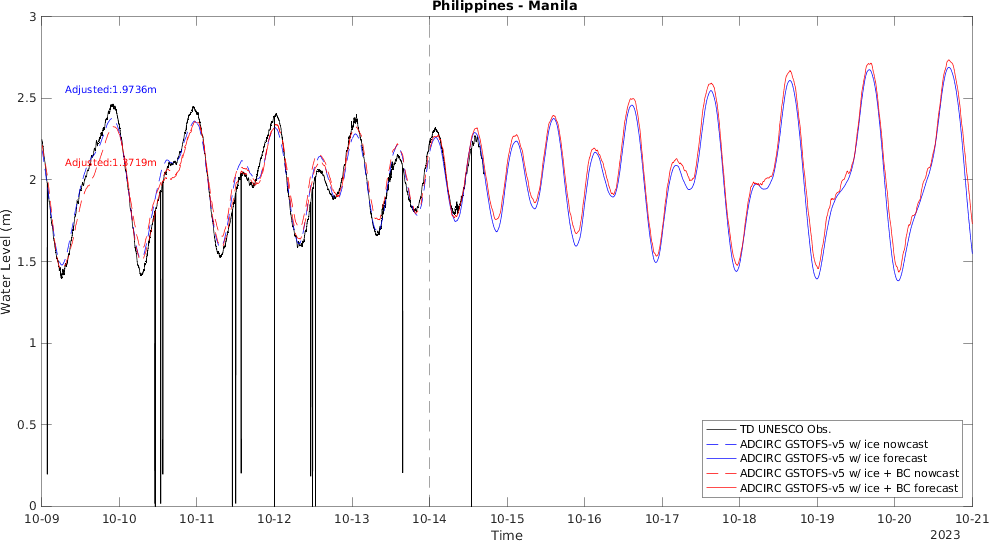 Philippines - Manila
3
2.5
2
1.5
1
0.5
0
Water Level (m)
Adjusted:1.9736m
Adjusted:1.3719m
TD UNESCO Obs.
ADCIRC GSTOFS-v5 w/ ice nowcast
ADCIRC GSTOFS-v5 w/ ice forecast
ADCIRC GSTOFS-v5 w/ ice + BC nowcast
ADCIRC GSTOFS-v5 w/ ice + BC forecast
10-09 10-10 10-11 10-12 10-13 10-14 10-15 10-16 10-17 10-18 10-19 10-20 10-21
Time
2023